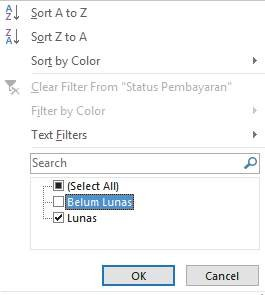 Sort A to Z
Sort Z to A
Sort by Color
Clear Filter From "Status Pembayaran"
Filter by Color
Text Filters
Search
(Select All)
Belum Lunas
Lunas
OK
Cancel